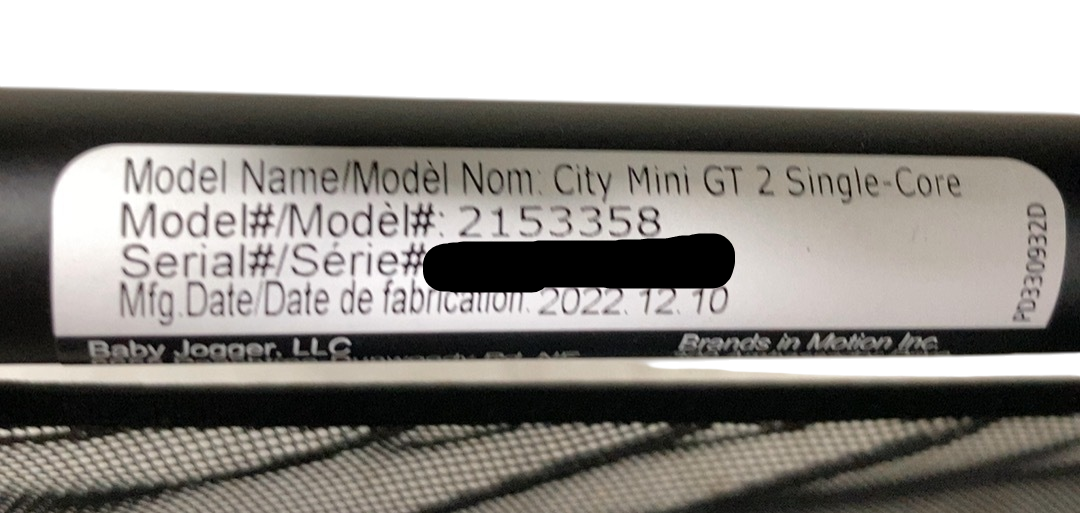 Model Name/Modèl Nom: City Mini GT 2 Single-Core
Model#/Modèl#: 2153358
Serial#/Série#
Mfg.Date/Date de fabrication: 2022. 12. 10
PD330932D
Baby Jogger, LLC
Brands in Motion Inc